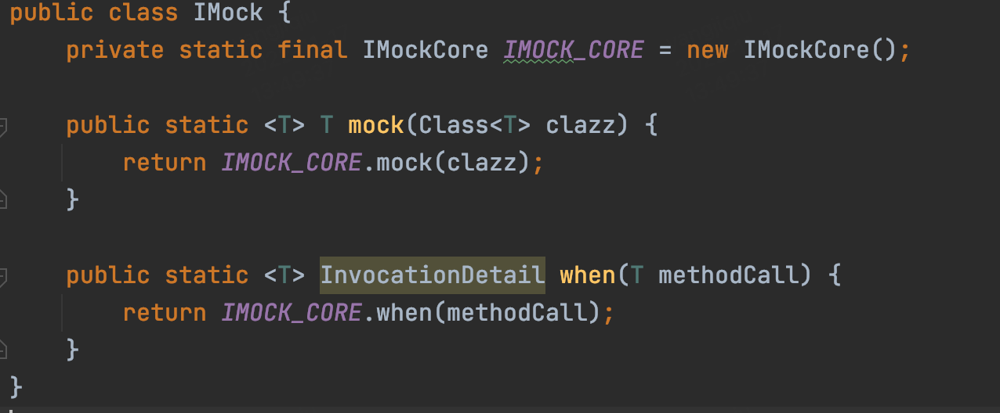 public class IMock {
    private static final IMockCore IMOCK_CORE = new IMockCore();
    public static <T> T mock(Class<T> clazz) {
        return IMOCK_CORE.mock(clazz);
    }
    public static <T> InvocationDetail when(T methodCall) {
        return IMOCK_CORE.when(methodCall);
    }
}